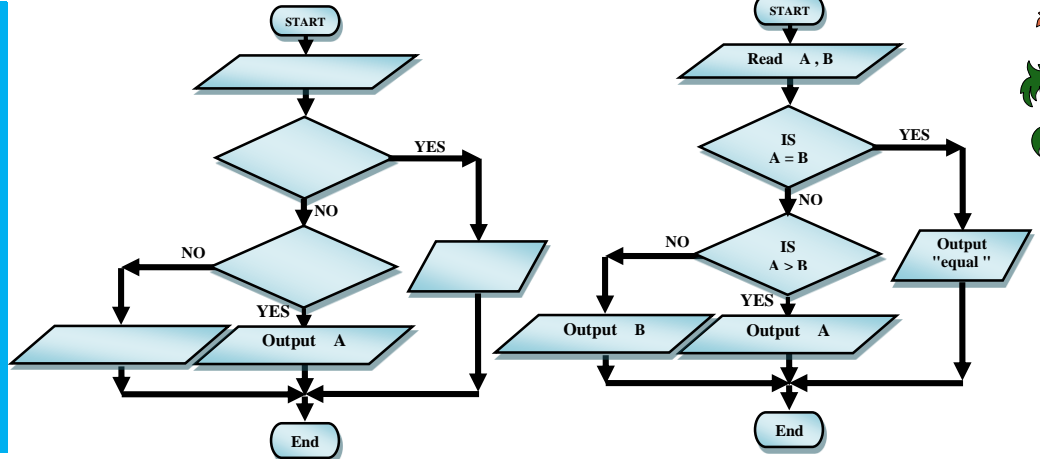 START
YES
NO
NO
YES
Output A
End
START
Read A , B
IS
A = B
YES
NO
IS
A > B
NO
YES
Output
"equal "
Output B
Output A
End